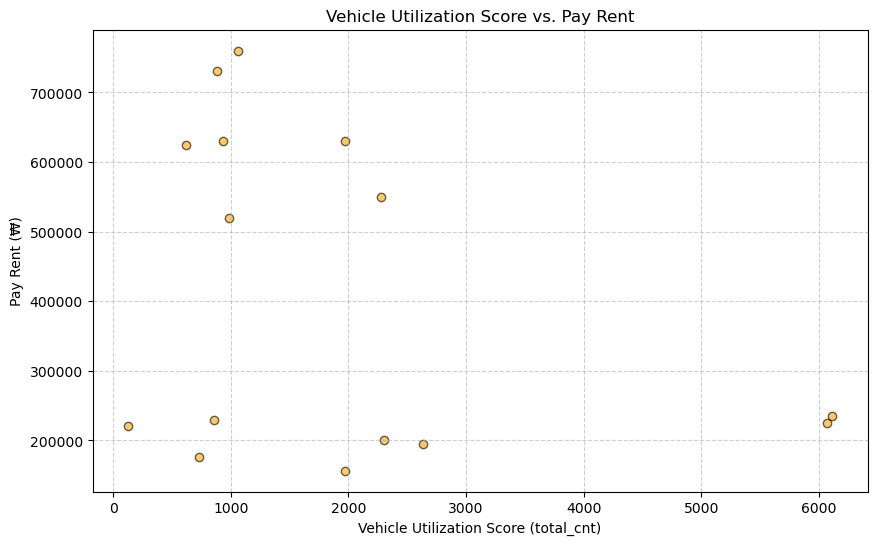 Vehicle Utilization Score vs. Pay Rent
Pay Rent (₩)
700000
600000
500000
400000
300000
200000
0 1000 2000 3000 4000 5000 6000
Vehicle Utilization Score (total_cnt)